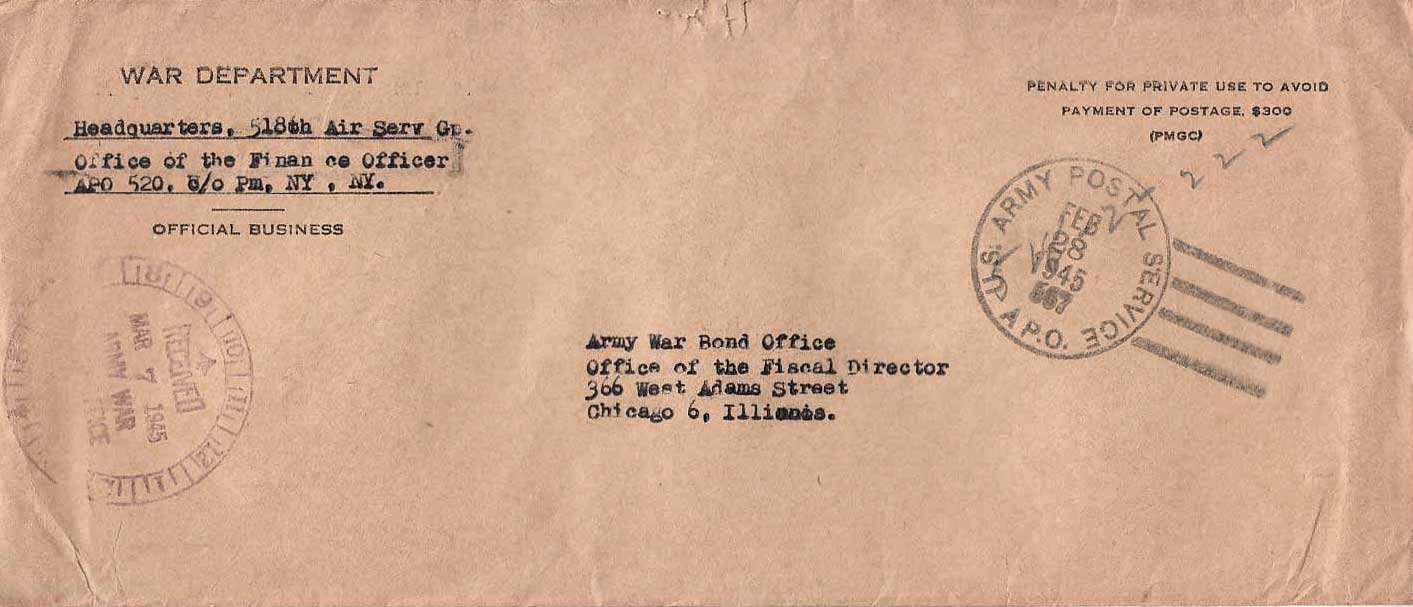 WAR DEPARTMENT
Headquarters, 518th Air Serv Gp.
Office of the Finan ce Officer
APO 520, c/o Pm, NY , NY.
OFFICIAL BUSINESS
PENALTY FOR PRIVATE USE TO AVOID
PAYMENT OF POSTAGE, $300
(PMGC)
222
U.S. ARMY POSTAL SERVICE
FEB
28
1945
A.P.O.
RECEIVED
MAR 7 1945
ARMY WAR
Army War Bond Office
Office of the Fiscal Director
366 West Adams Street
Chicago 6, Illinois.